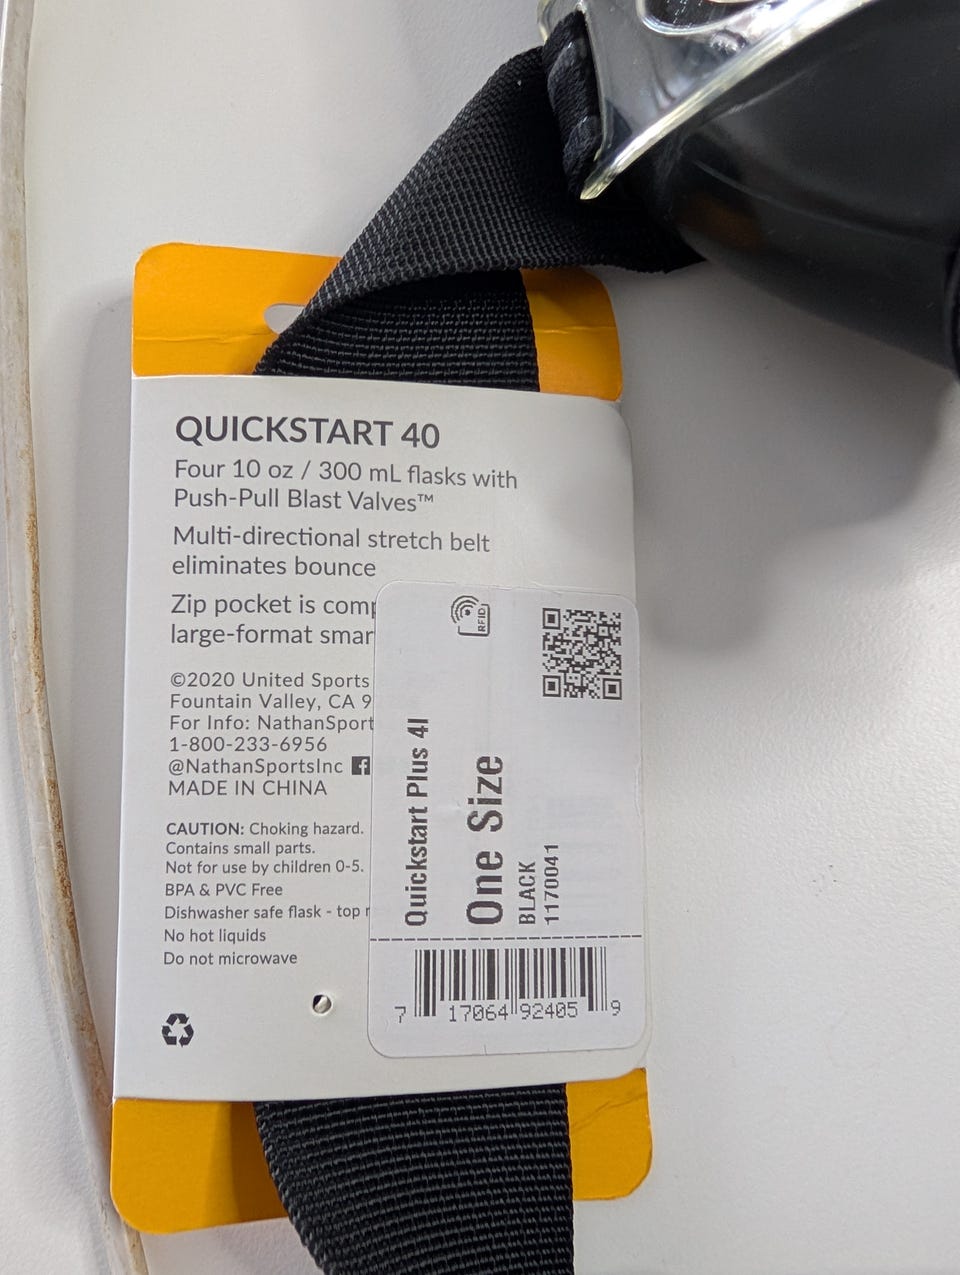 QUICKSTART 40
Four 10 oz / 300 mL flasks with
Push-Pull Blast Valves™
Multi-directional stretch belt
eliminates bounce
Zip pocket is comp
large-format smar
©2020 United Sports
Fountain Valley, CA 9
For Info: NathanSport
1-800-233-6956
@NathanSportsInc
MADE IN CHINA
CAUTION: Choking hazard.
Contains small parts.
Not for use by children 0-5.
BPA & PVC Free
Dishwasher safe flask - top r
No hot liquids
Do not microwave
RFID
Quickstart Plus 4l
One Size
BLACK
1170041
7 17064 92405 9